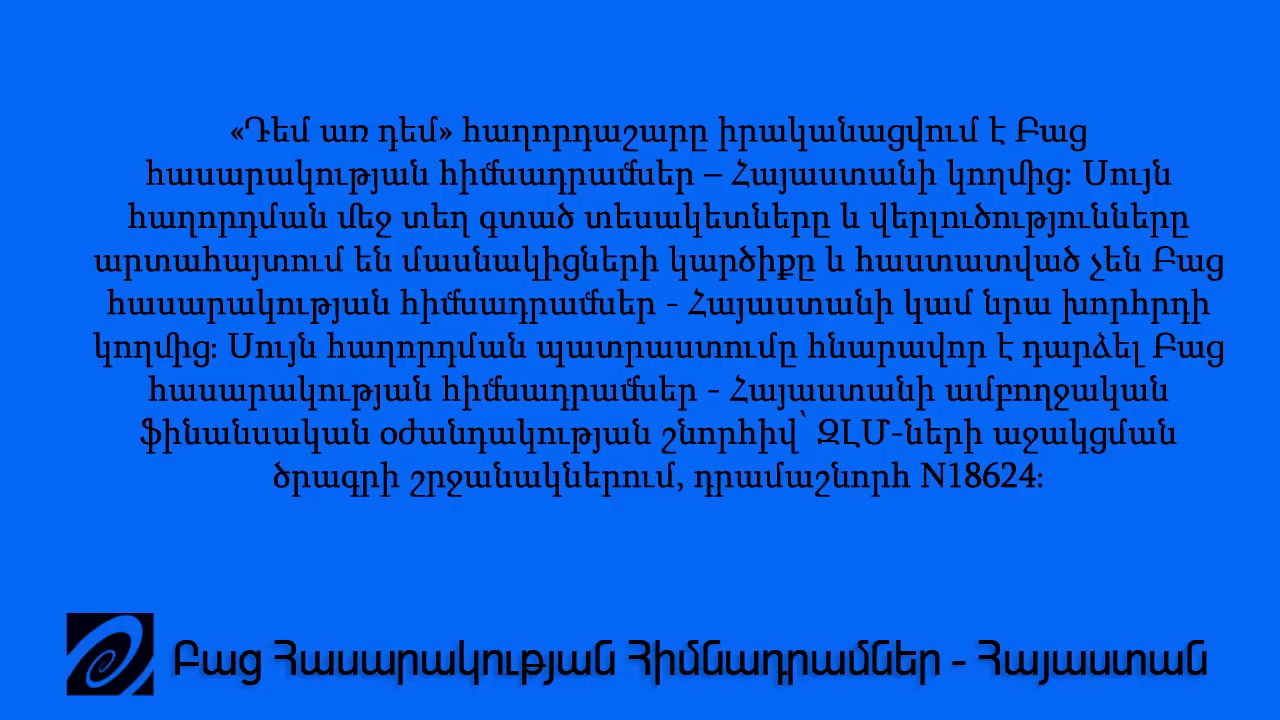 «Դեմ առ դեմ» հաղորդաշարը իրականացվում է Բաց
հասարակության հիմնադրամներ – Հայաստանի կողմից։ Սույն
հաղորդման մեջ տեղ գտած տեսակետները և վերլուծությունները
արտահայտում են մասնակիցների կարծիքը և հաստատված չեն Բաց
հասարակության հիմնադրամներ - Հայաստանի կամ նրա խորհրդի
կողմից։ Սույն հաղորդման պատրաստումը հնարավոր է դարձել Բաց
հասարակության հիմնադրամներ - Հայաստանի ամբողջական
ֆինանսական օժանդակության շնորհիվ՝ ԶԼՄ-ների աջակցման
ծրագրի շրջանակներում, դրամաշնորհ N18624։
Բաց Հասարակության Հիմնադրամներ - Հայաստան